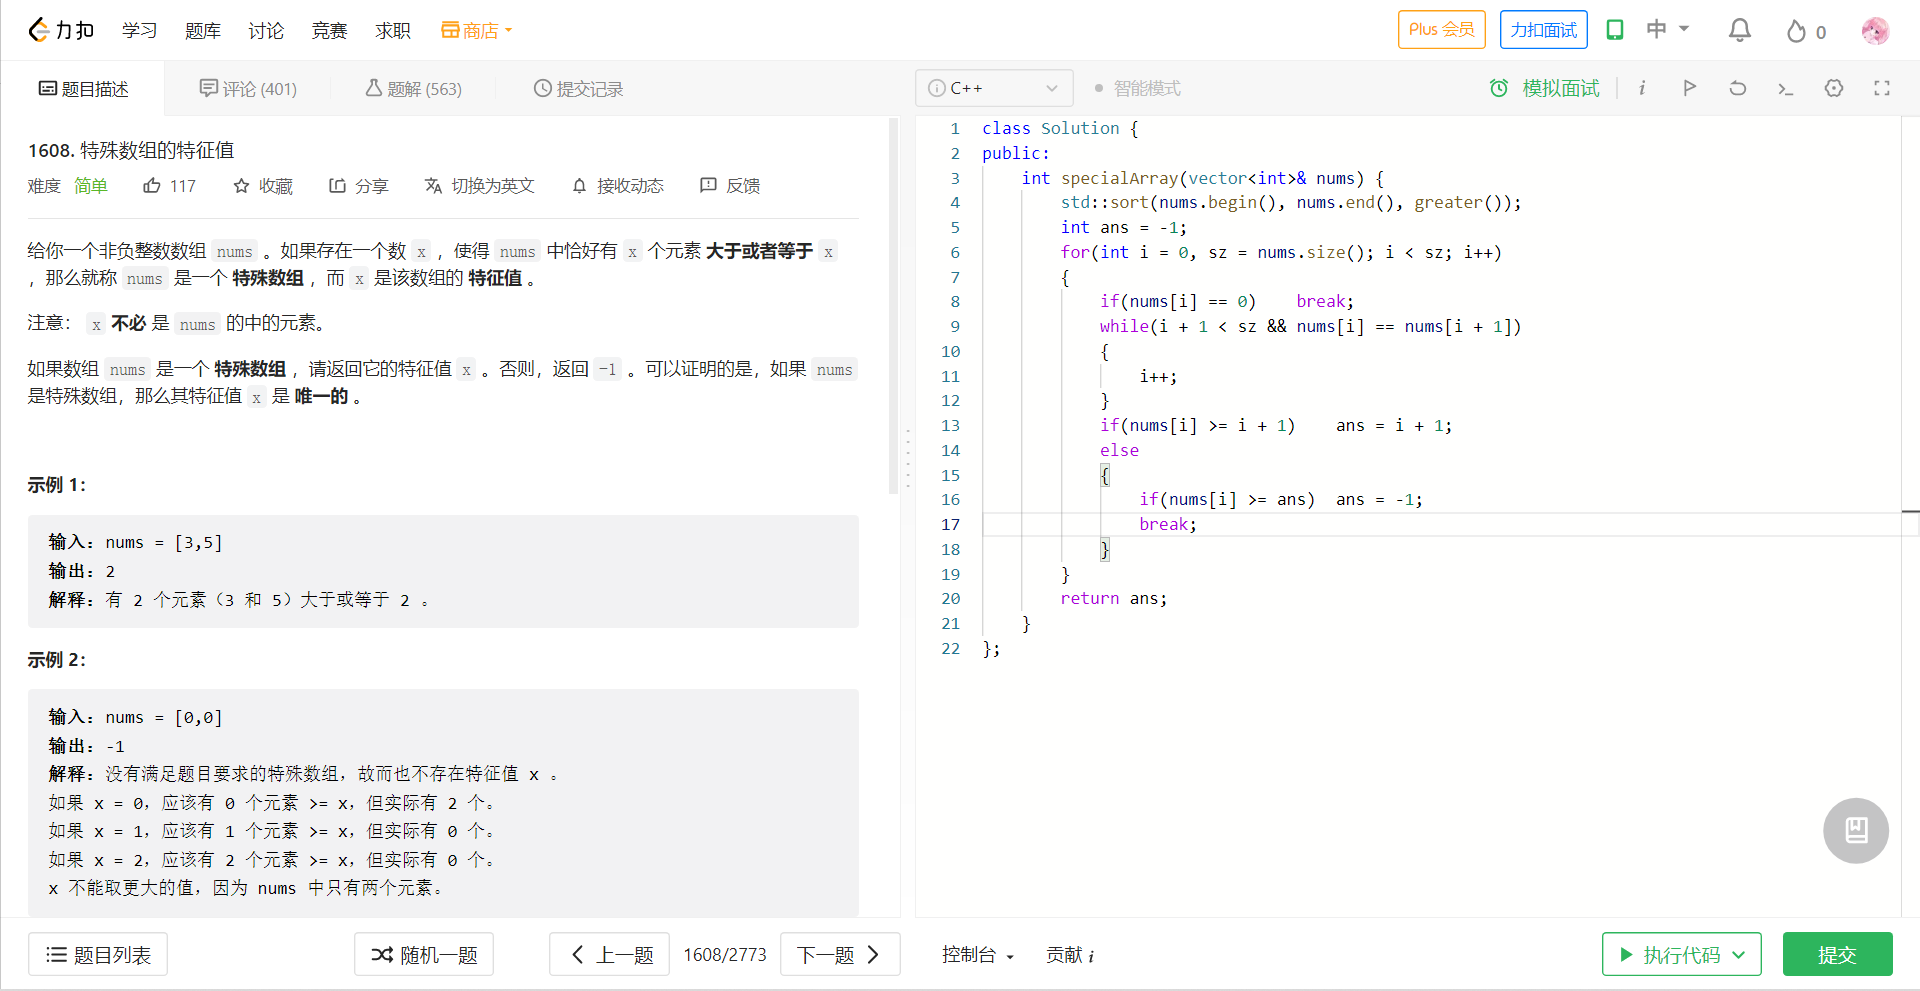 力扣 学习 题库 讨论 竞赛 求职 商店 Plus 会员 力扣面试 中 0
题目描述 评论 (401) 题解 (563) 提交记录
1608. 特殊数组的特征值
难度 简单 117 收藏 分享 切换为英文 接收动态 反馈
给你一个非负整数数组 nums 。如果存在一个数 x ，使得 nums 中恰好有 x 个元素 大于或者等于 x
，那么就称 nums 是一个 特殊数组 ，而 x 是该数组的 特征值 。
注意： x 不必 是 nums 的中的元素。
如果数组 nums 是一个 特殊数组 ，请返回它的特征值 x 。否则，返回 -1 。可以证明的是，如果 nums
是特殊数组，那么其特征值 x 是 唯一的 。
示例 1：
输入：nums = [3,5]
输出：2
解释：有 2 个元素（3 和 5）大于或等于 2 。
示例 2：
输入：nums = [0,0]
输出：-1
解释：没有满足题目要求的特殊数组，故而也不存在特征值 x 。
如果 x = 0，应该有 0 个元素 >= x，但实际有 2 个。
如果 x = 1，应该有 1 个元素 >= x，但实际有 0 个。
如果 x = 2，应该有 2 个元素 >= x，但实际有 0 个。
x 不能取更大的值，因为 nums 中只有两个元素。
C++ 智能模式 模拟面试 i
1 class Solution {
2 public:
3 int specialArray(vector<int>& nums) {
4 std::sort(nums.begin(), nums.end(), greater());
5 int ans = -1;
6 for(int i = 0, sz = nums.size(); i < sz; i++)
7 {
8 if(nums[i] == 0) break;
9 while(i + 1 < sz && nums[i] == nums[i + 1])
10 {
11 i++;
12 }
13 if(nums[i] >= i + 1) ans = i + 1;
14 else
15 {
16 if(nums[i] >= ans) ans = -1;
17 break;
18 }
19 }
20 return ans;
21 }
22 };
题目列表 随机一题 上一题 1608/2773 下一题 控制台 贡献 i 执行代码 提交